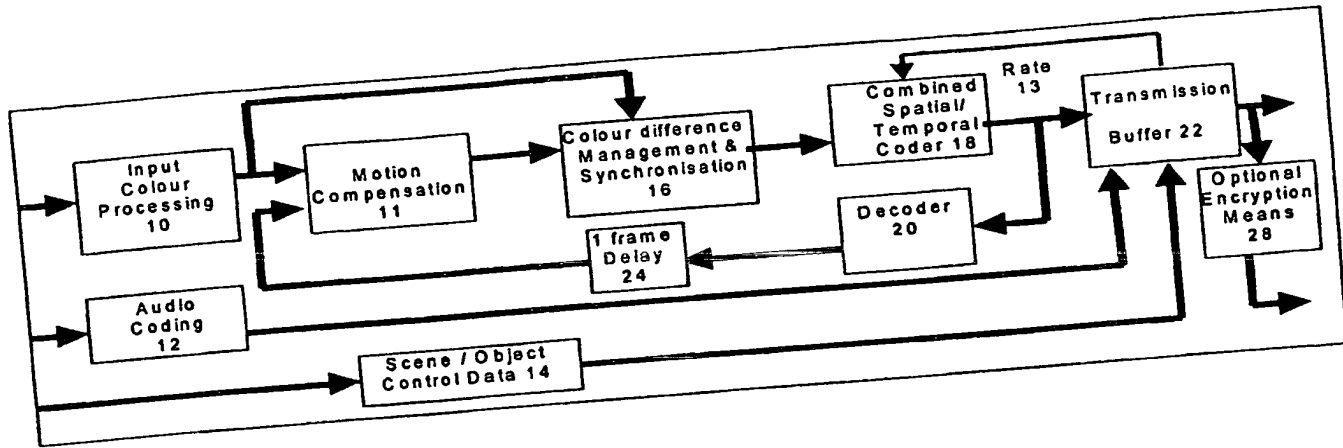 Input
Colour
Processing
10
Motion
Compensation
11
Colour difference
Management &
Synchronisation
16
Combined
Spatial/
Temporal
Coder 18
Rate
13
Transmission
Buffer 22
Optional
Encryption
Means
28
Decoder
20
1 frame
Delay
24
Audio
Coding
12
Scene / Object
Control Data 14